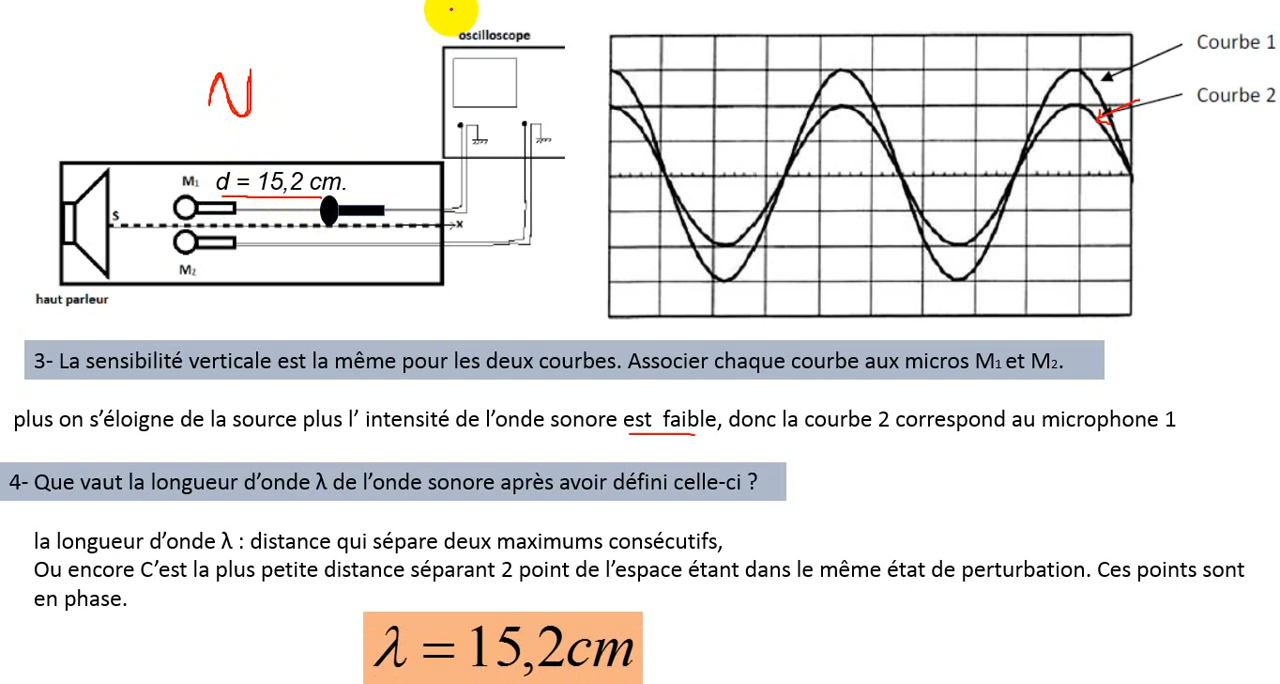 oscilloscope
Courbe 1
Courbe 2
M1 d = 15,2 cm.
S
x
M2
haut parleur
3- La sensibilité verticale est la même pour les deux courbes. Associer chaque courbe aux micros M1 et M2.
plus on s’éloigne de la source plus l’ intensité de l’onde sonore est faible, donc la courbe 2 correspond au microphone 1
4- Que vaut la longueur d’onde λ de l’onde sonore après avoir défini celle-ci ?
la longueur d’onde λ : distance qui sépare deux maximums consécutifs,
Ou encore C’est la plus petite distance séparant 2 point de l’espace étant dans le même état de perturbation. Ces points sont
en phase.
λ = 15,2cm